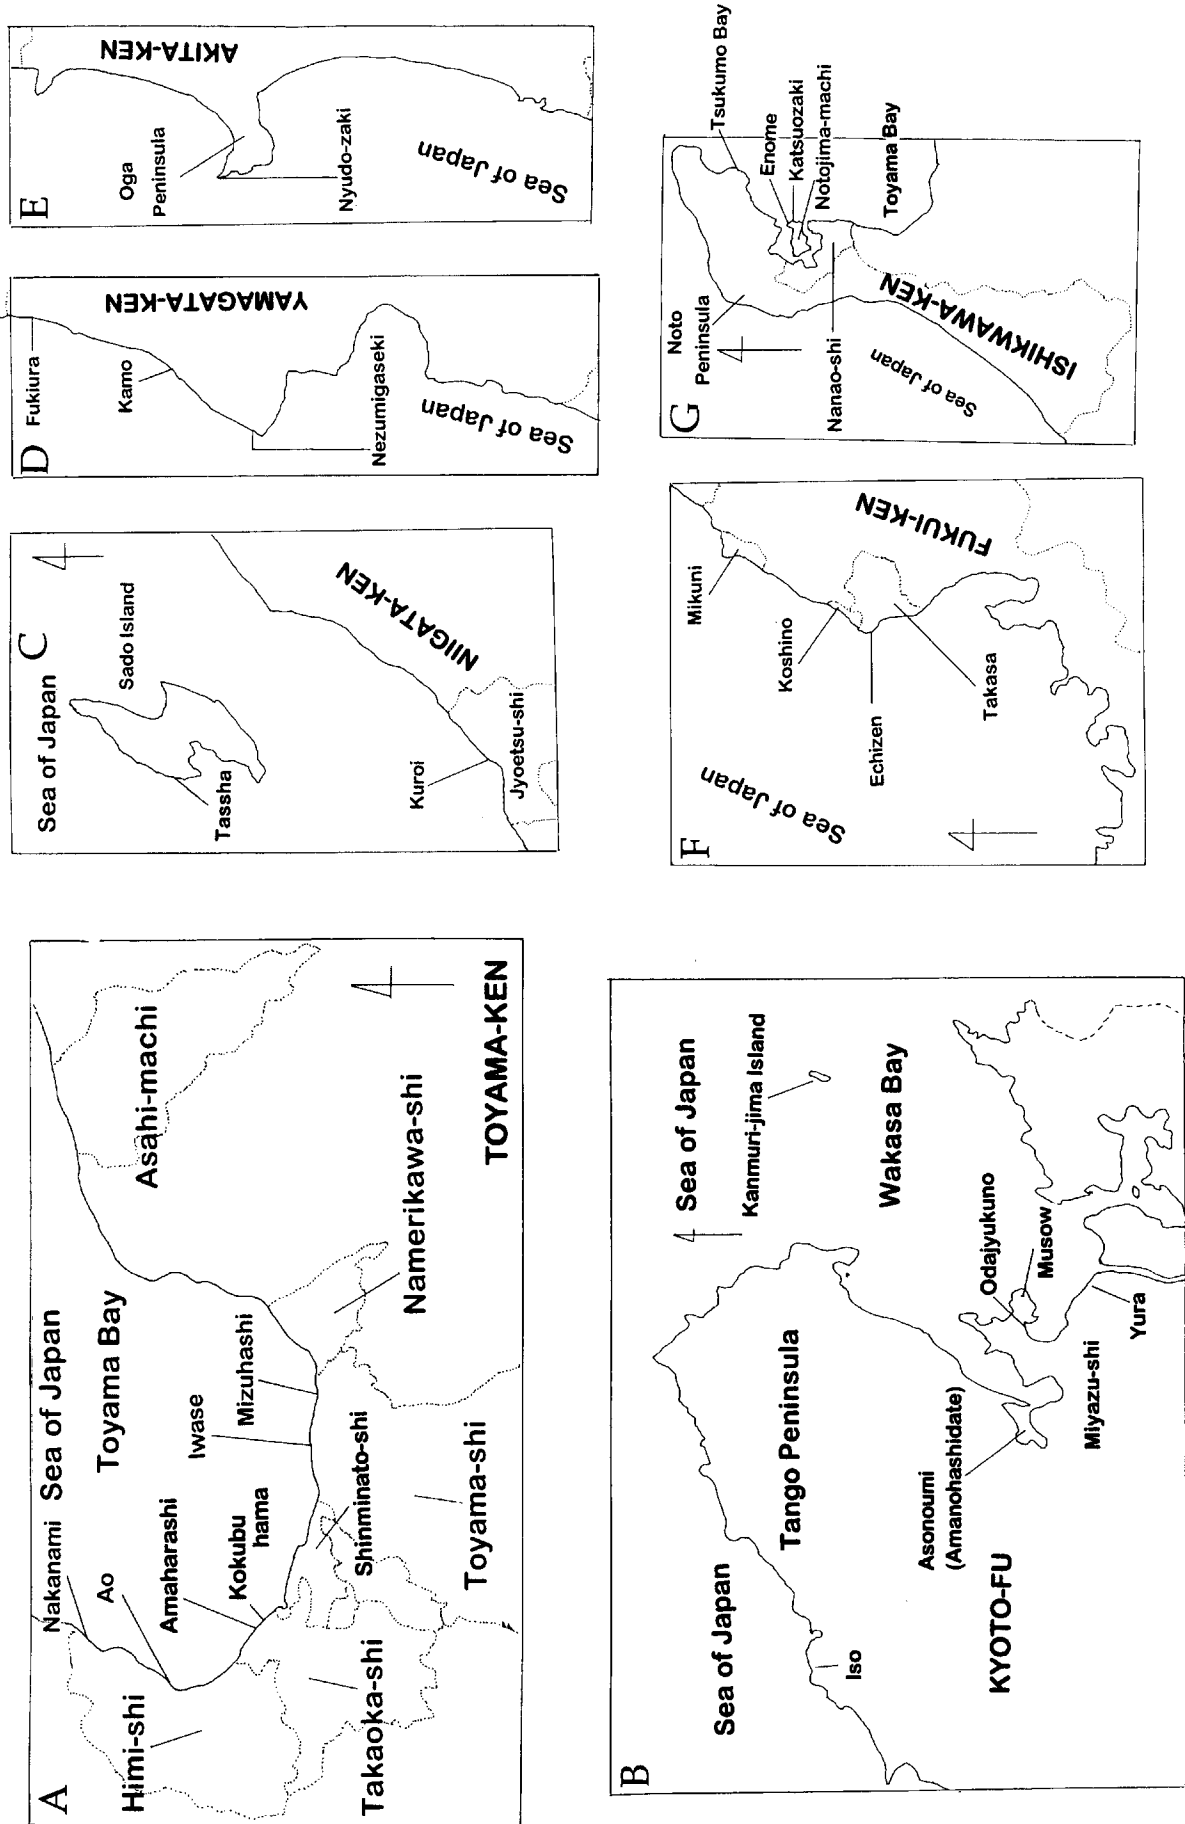 A
Nakanami
Sea of Japan
Toyama Bay
Ao
Himi-shi
Asahi-machi
Amaharashi
Iwase
Kokubu
hama
Mizuhashi
Takaoka-shi
Shinminato-shi
Namerikawa-shi
Toyama-shi
TOYAMA-KEN
B
Sea of Japan
Sea of Japan
Kanmuri-jima Island
Tango Peninsula
Iso
Wakasa Bay
Asonoumi
(Amanohashidate)
Odajyukuno
Musow
KYOTO-FU
Miyazu-shi
Yura
C
Sea of Japan
Sado Island
Tassha
NIIGATA-KEN
Kuroi
Jyoetsu-shi
D
Fukiura
YAMAGATA-KEN
Kamo
Nezumigaseki
Sea of Japan
E
AKITA-KEN
Oga
Peninsula
Nyudo-zaki
Sea of Japan
F
Mikuni
Koshino
FUKUI-KEN
Sea of Japan
Echizen
Takasa
G
Noto
Peninsula
Tsukumo Bay
Enome
Katsuozaki
Notojima-machi
Nanao-shi
Toyama Bay
Sea of Japan
ISHIKWAWA-KEN